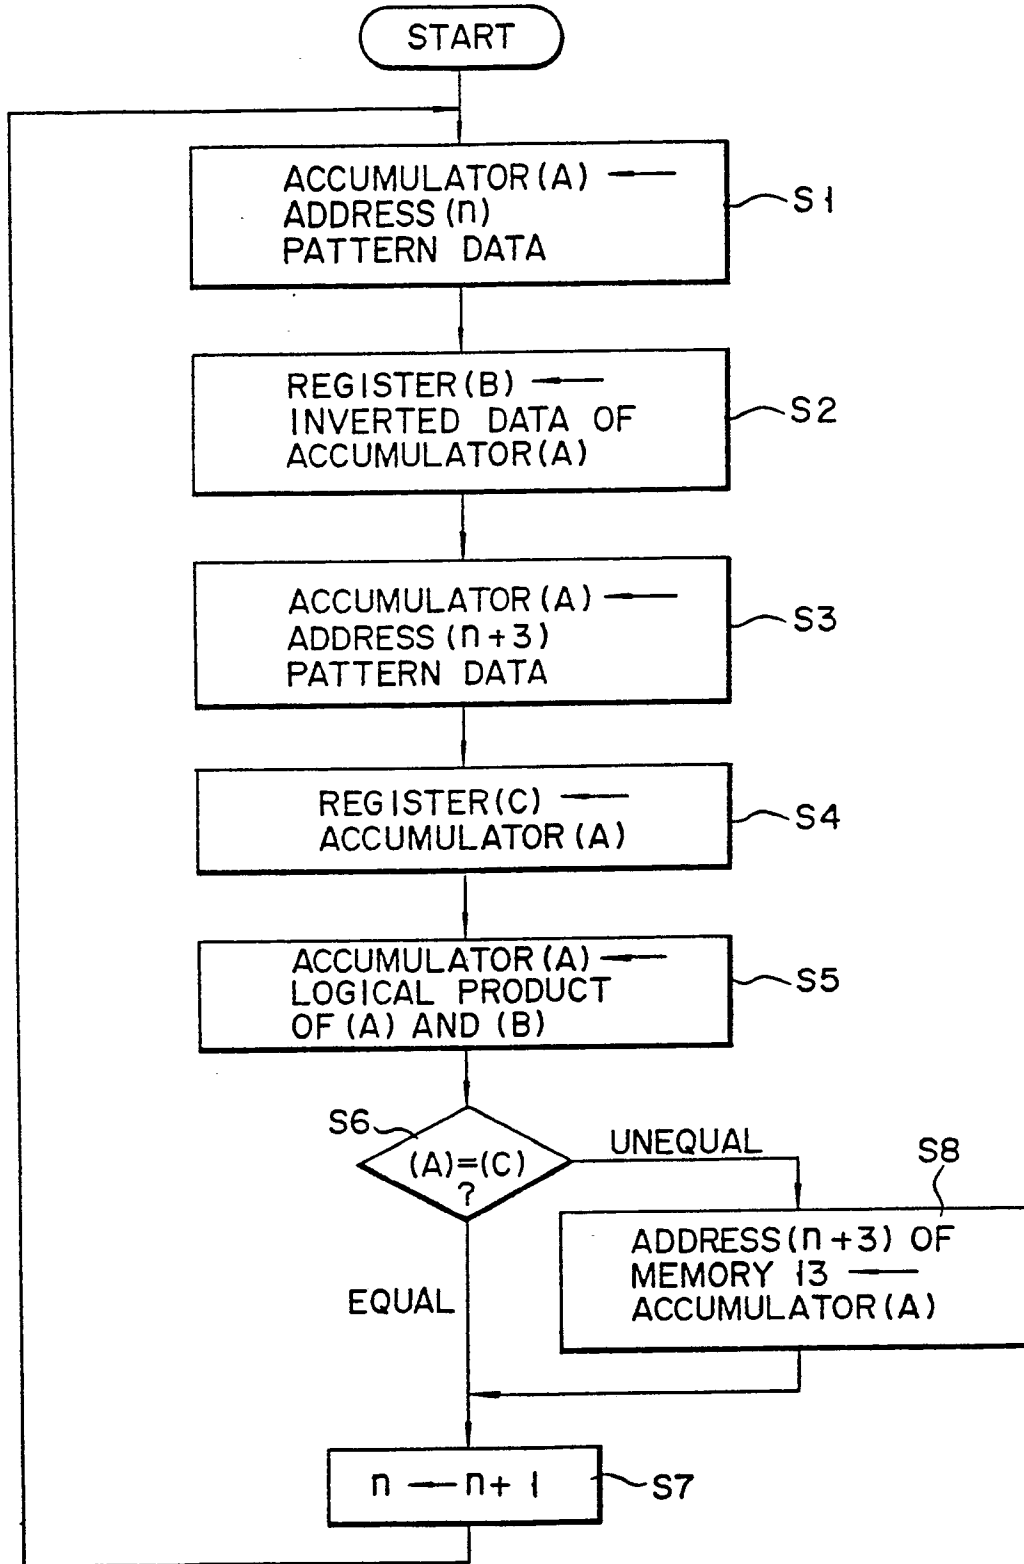 START
ACCUMULATOR(A) ←
ADDRESS(n)
PATTERN DATA
S1
REGISTER(B) ←
INVERTED DATA OF
ACCUMULATOR(A)
S2
ACCUMULATOR(A) ←
ADDRESS(n+3)
PATTERN DATA
S3
REGISTER(C) ←
ACCUMULATOR(A)
S4
ACCUMULATOR(A) ←
LOGICAL PRODUCT
OF (A) AND (B)
S5
S6
(A)=(C)
?
UNEQUAL
S8
ADDRESS(n+3) OF
MEMORY 13 ←
ACCUMULATOR(A)
EQUAL
n ← n+1
S7